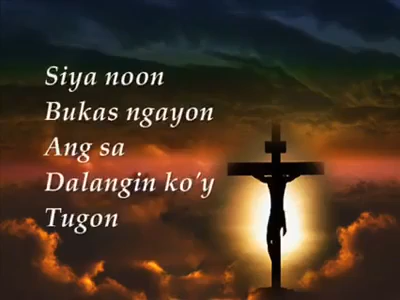 Siya noon
Bukas ngayon
Ang sa
Dalangin ko'y
Tugon